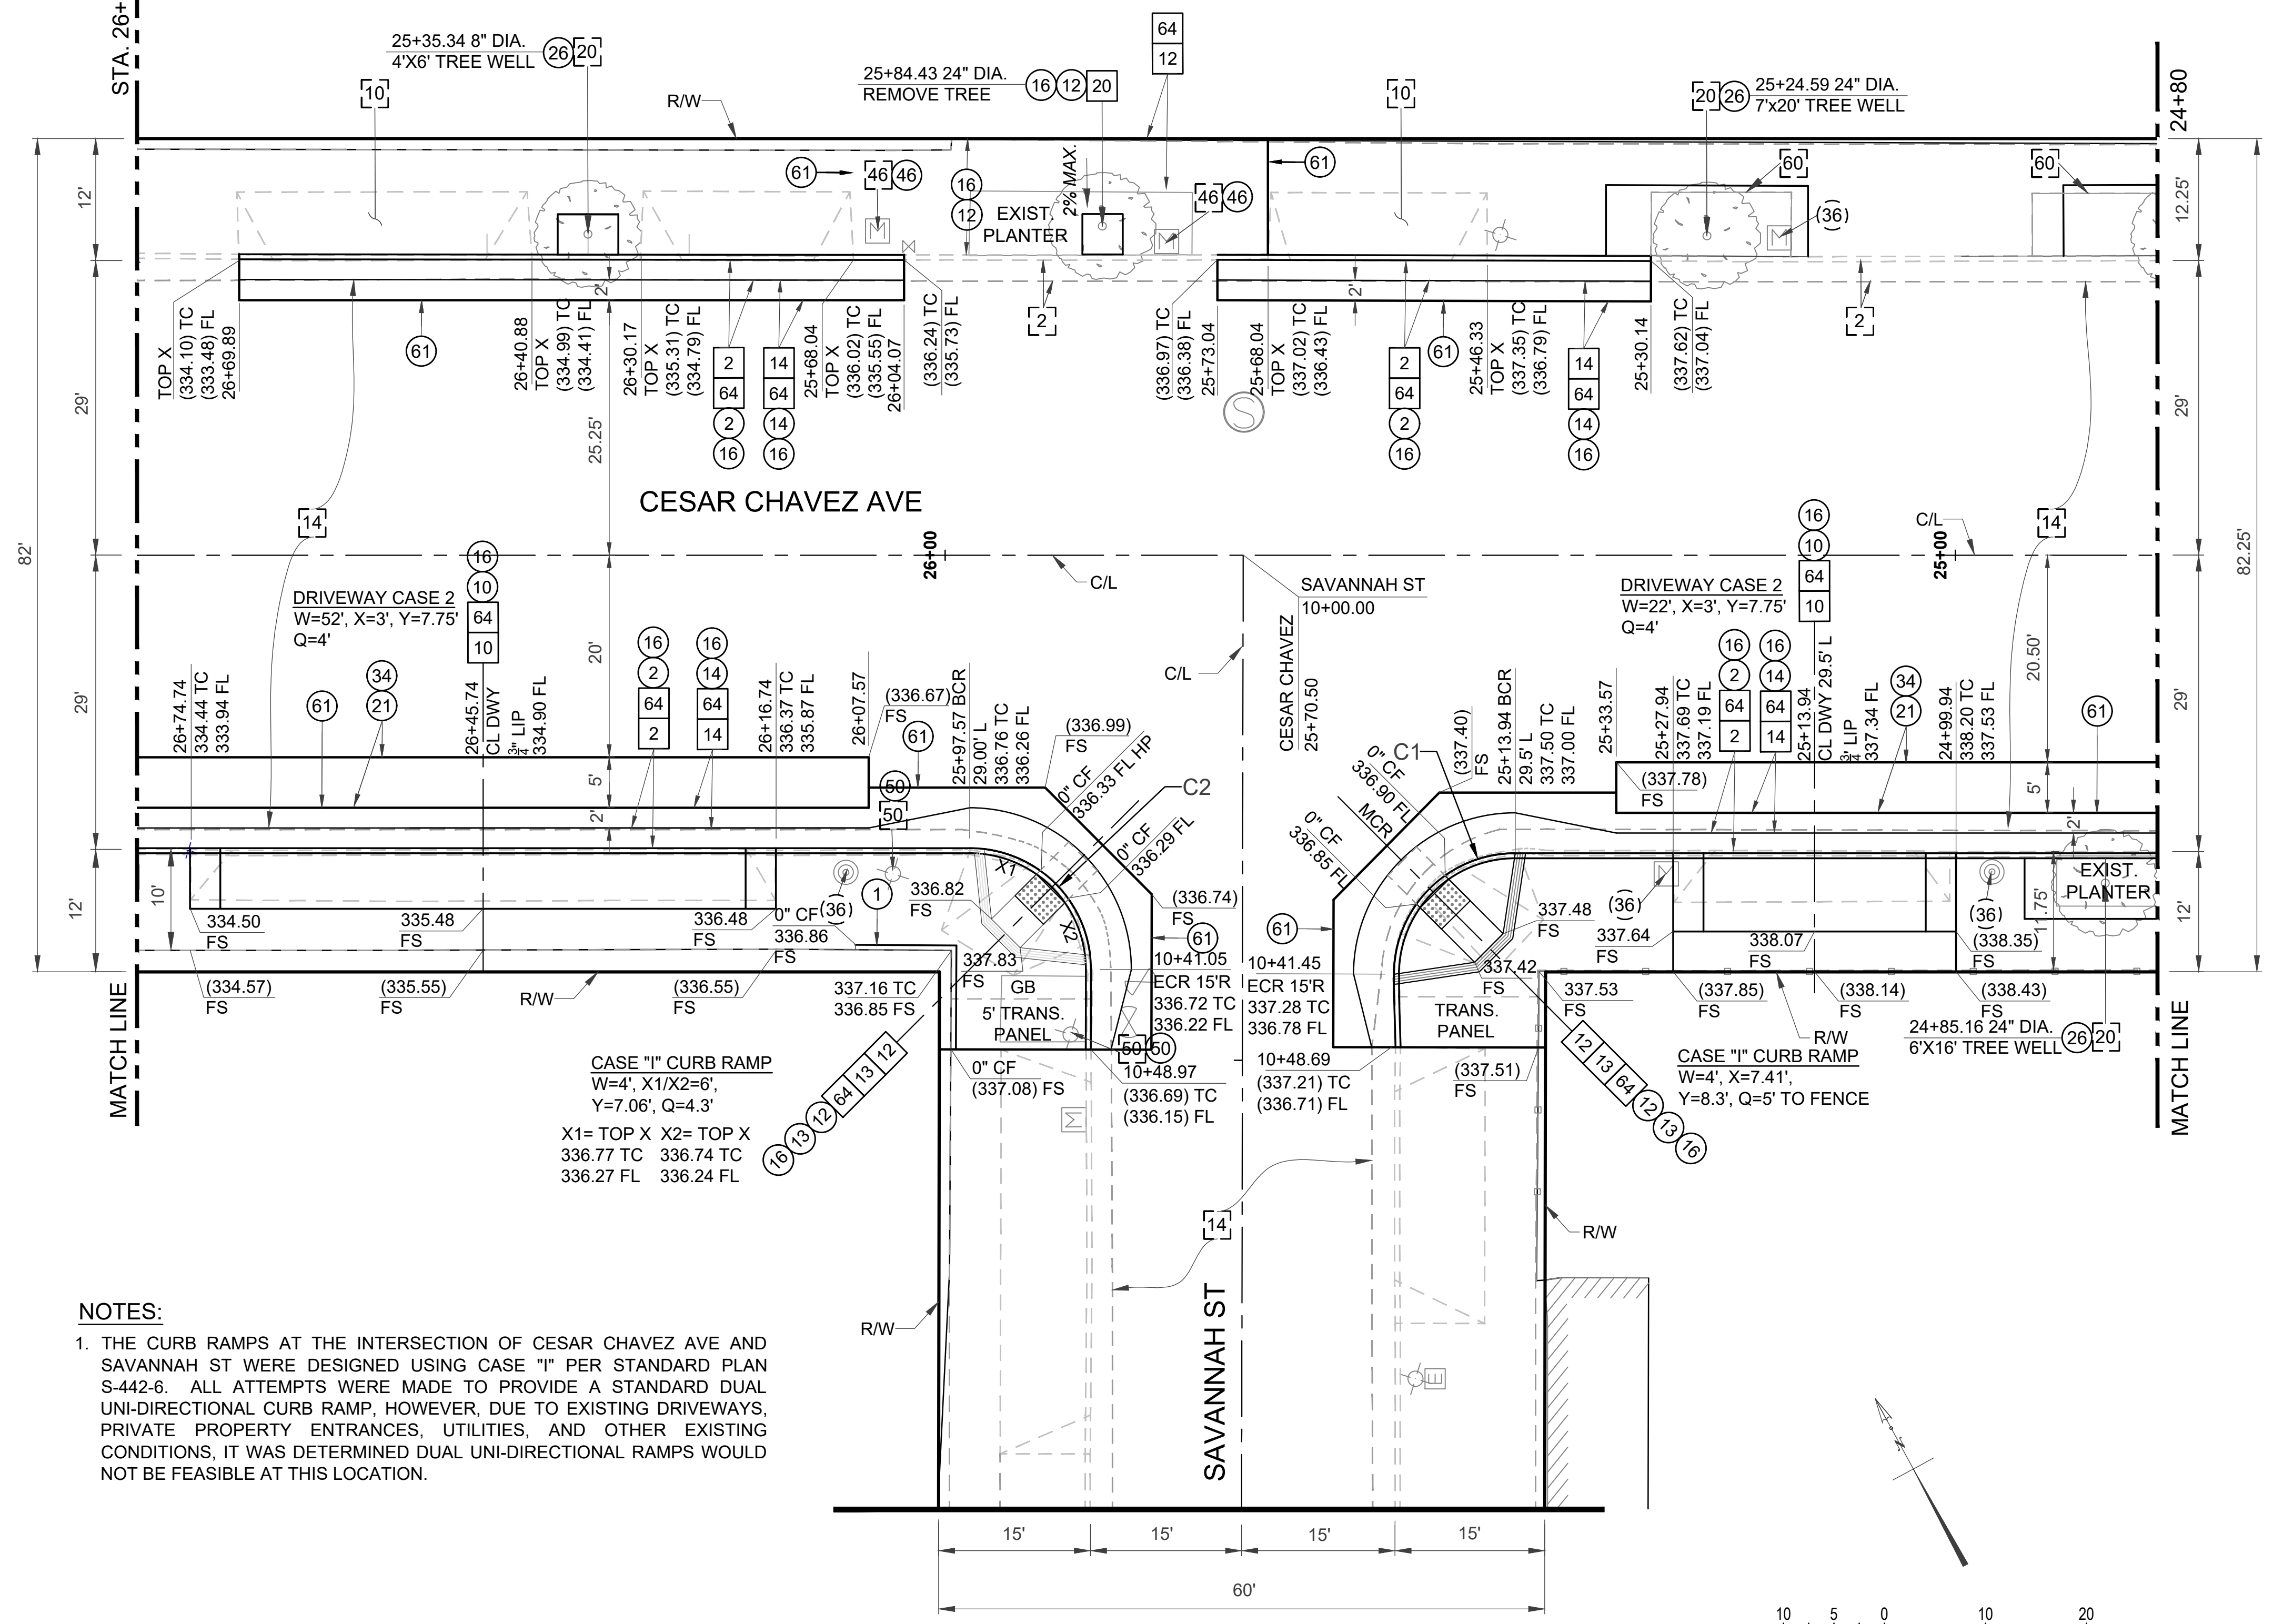 STA. 26+
25+35.34 8" DIA.
4'X6' TREE WELL
26
20
10
R/W
25+84.43 24" DIA.
REMOVE TREE
16
12
20
64
12
10
20
26
25+24.59 24" DIA.
7'x20' TREE WELL
24+80
12'
61
46
46
16
12
EXIST.
PLANTER
2% MAX.
46
46
61
60
(36)
60
12.25'
TOP X
(334.10) TC
(333.48) FL
26+69.89
61
26+40.88
TOP X
(334.99) TC
(334.41) FL
2'
26+30.17
TOP X
(335.31) TC
(334.79) FL
2
64
2
16
14
64
14
16
25+68.04
TOP X
(336.02) TC
(335.55) FL
26+04.07
(336.24) TC
(335.73) FL
2
(336.97) TC
(336.38) FL
25+73.04
25+68.04
TOP X
(337.02) TC
(336.43) FL
2'
S
2
64
2
16
61
25+46.33
TOP X
(337.35) TC
(336.79) FL
14
64
14
16
25+30.14
(337.62) TC
(337.04) FL
2
29'
25.25'
29'
CESAR CHAVEZ AVE
14
14
82'
82.25'
26+00
C/L
C/L
25+00
SAVANNAH ST
10+00.00
CESAR CHAVEZ
25+70.50
C/L
DRIVEWAY CASE 2
W=52', X=3', Y=7.75'
Q=4'
16
10
64
10
DRIVEWAY CASE 2
W=22', X=3', Y=7.75'
Q=4'
16
10
64
10
29'
20'
20.50'
29'
26+74.74
334.44 TC
333.94 FL
61
34
21
26+45.74
CL DWY
3/4" LIP
334.90 FL
16
2
64
2
16
14
64
14
26+16.74
336.37 TC
335.87 FL
26+07.57
(336.67)
FS
61
25+97.57 BCR
29.00' L
336.76 TC
336.26 FL
(336.99)
FS
0" CF
336.33 FL HP
C2
0" CF
336.29 FL
0" CF
336.90 FL
C1
MCR
0" CF
336.85 FL
(337.40)
FS
25+13.94 BCR
29.5' L
337.50 TC
337.00 FL
25+33.57
(337.78)
FS
25+27.94
337.69 TC
337.19 FL
16
2
64
2
16
14
64
14
25+13.94
CL DWY 29.5' L
3/4" LIP
337.34 FL
34
21
24+99.94
338.20 TC
337.53 FL
61
5'
2'
5'
2'
50
50
12'
10'
334.50
FS
335.48
FS
336.48
FS
0" CF
336.86
FS
(36)
1
336.82
FS
X1
X2
(336.74)
FS
61
61
337.48
FS
(36)
337.64
FS
338.07
FS
(338.35)
FS
(36)
11.75'
EXIST.
PLANTER
12'
(334.57)
FS
(335.55)
FS
R/W
(336.55)
FS
337.16 TC
336.85 FS
337.83
FS
GB
5' TRANS.
PANEL
10+41.05
ECR 15'R
336.72 TC
336.22 FL
50
50
10+41.45
ECR 15'R
337.28 TC
336.78 FL
337.42
FS
TRANS.
PANEL
337.53
FS
(337.85)
FS
(338.14)
FS
(338.43)
FS
R/W
24+85.16 24" DIA.
6'X16' TREE WELL
26
20
MATCH LINE
CASE "I" CURB RAMP
W=4', X1/X2=6',
Y=7.06', Q=4.3'
X1= TOP X X2= TOP X
336.77 TC 336.74 TC
336.27 FL 336.24 FL
16
13
12
64
13
12
0" CF
(337.08) FS
10+48.97
(336.69) TC
(336.15) FL
10+48.69
(337.21) TC
(336.71) FL
(337.51)
FS
12
13
64
12
13
16
CASE "I" CURB RAMP
W=4', X=7.41',
Y=8.3', Q=5' TO FENCE
MATCH LINE
14
R/W
R/W
E
SAVANNAH ST
NOTES:
1. THE CURB RAMPS AT THE INTERSECTION OF CESAR CHAVEZ AVE AND
SAVANNAH ST WERE DESIGNED USING CASE "I" PER STANDARD PLAN
S-442-6. ALL ATTEMPTS WERE MADE TO PROVIDE A STANDARD DUAL
UNI-DIRECTIONAL CURB RAMP, HOWEVER, DUE TO EXISTING DRIVEWAYS,
PRIVATE PROPERTY ENTRANCES, UTILITIES, AND OTHER EXISTING
CONDITIONS, IT WAS DETERMINED DUAL UNI-DIRECTIONAL RAMPS WOULD
NOT BE FEASIBLE AT THIS LOCATION.
15'
15'
15'
15'
60'
N
10 5 0 10 20